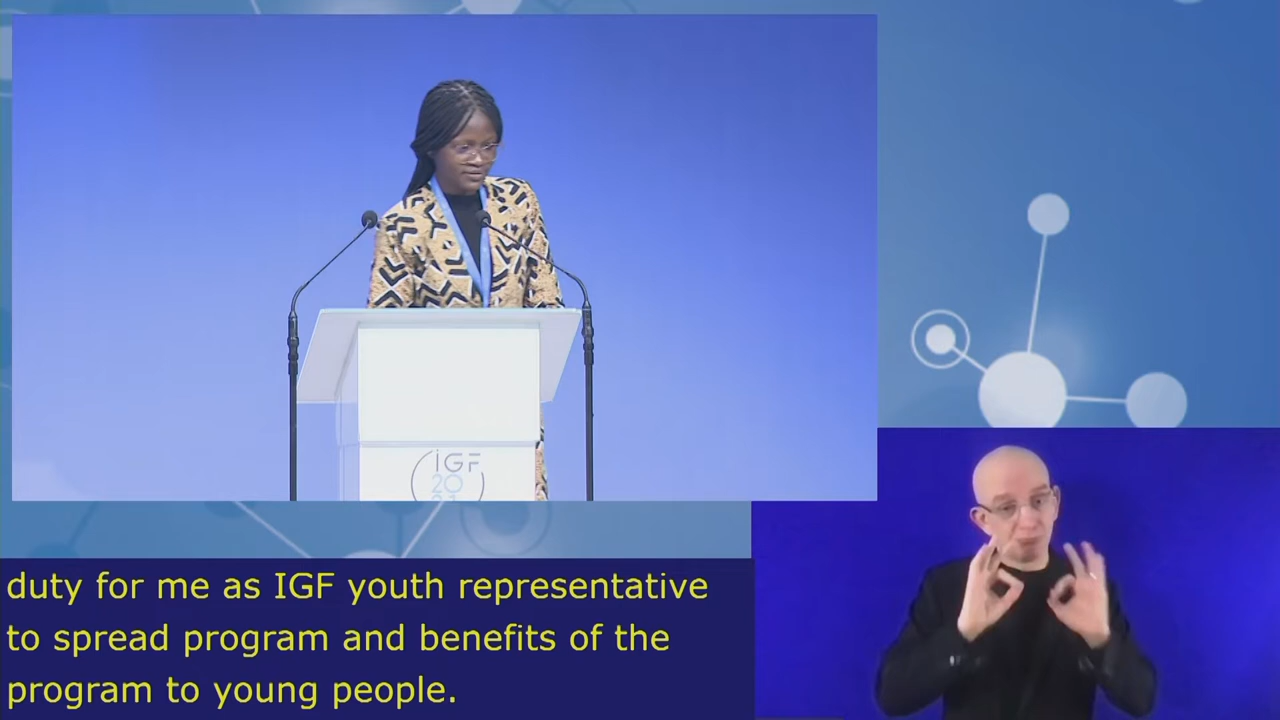 IGF
20
duty for me as IGF youth representative
to spread program and benefits of the
program to young people.